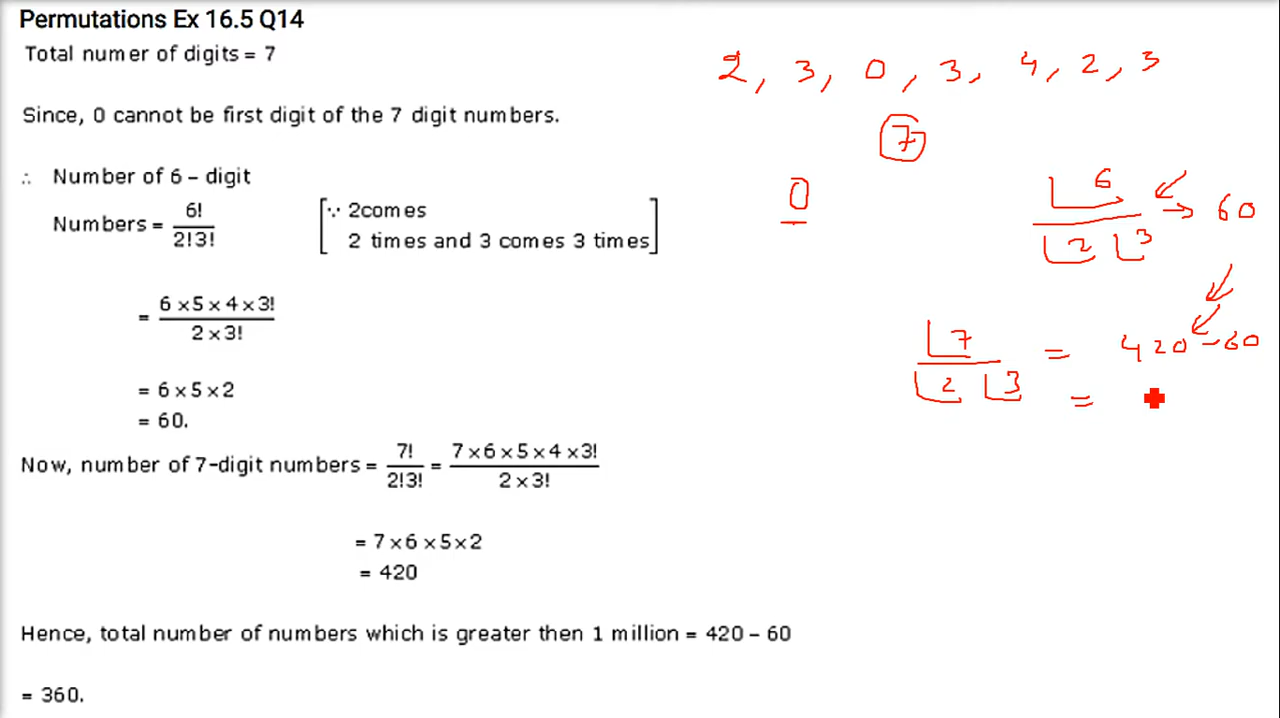 Permutations Ex 16.5 Q14
Total numer of digits = 7
Since, 0 cannot be first digit of the 7 digit numbers.
∴ Number of 6 – digit
Numbers = 6!/2!3! [∵ 2comes
2 times and 3 comes 3 times]
= 6×5×4×3!/2×3!
= 6×5×2
= 60.
Now, number of 7-digit numbers = 7!/2!3! = 7×6×5×4×3!/2×3!
= 7×6×5×2
= 420
Hence, total number of numbers which is greater then 1 million = 420 – 60
= 360.
2, 3, 0, 3, 4, 2, 3
7
0
⌊6/⌊2 ⌊3 → 60
⌊7/⌊2 ⌊3 = 420 – 60
=